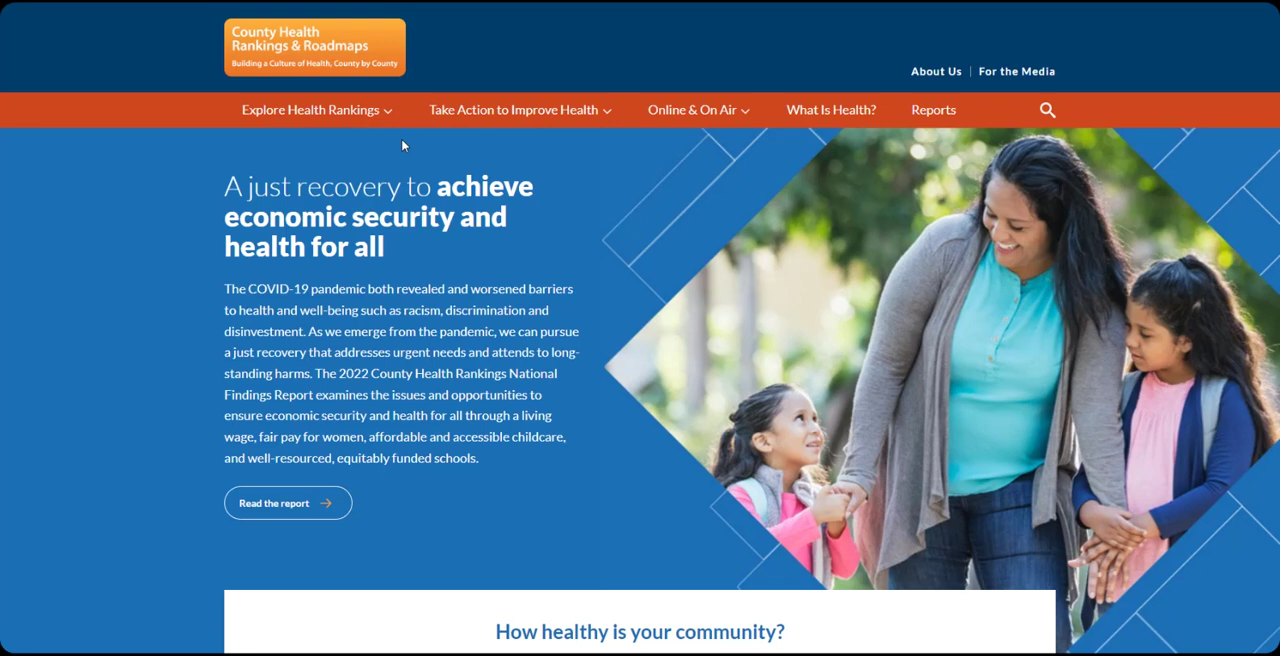 County Health
Rankings & Roadmaps
Building a Culture of Health, County by County
About Us | For the Media
Explore Health Rankings
Take Action to Improve Health
Online & On Air
What Is Health?
Reports
A just recovery to achieve
economic security and
health for all
The COVID-19 pandemic both revealed and worsened barriers
to health and well-being such as racism, discrimination and
disinvestment. As we emerge from the pandemic, we can pursue
a just recovery that addresses urgent needs and attends to long-
standing harms. The 2022 County Health Rankings National
Findings Report examines the issues and opportunities to
ensure economic security and health for all through a living
wage, fair pay for women, affordable and accessible childcare,
and well-resourced, equitably funded schools.
Read the report
How healthy is your community?